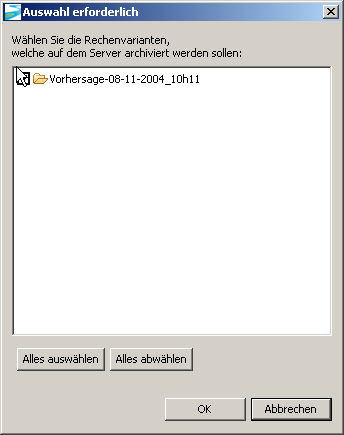 Auswahl erforderlich
Wählen Sie die Rechenvarianten,
welche auf dem Server archiviert werden sollen:
Vorhersage-08-11-2004_10h11
Alles auswählen Alles abwählen
OK Abbrechen